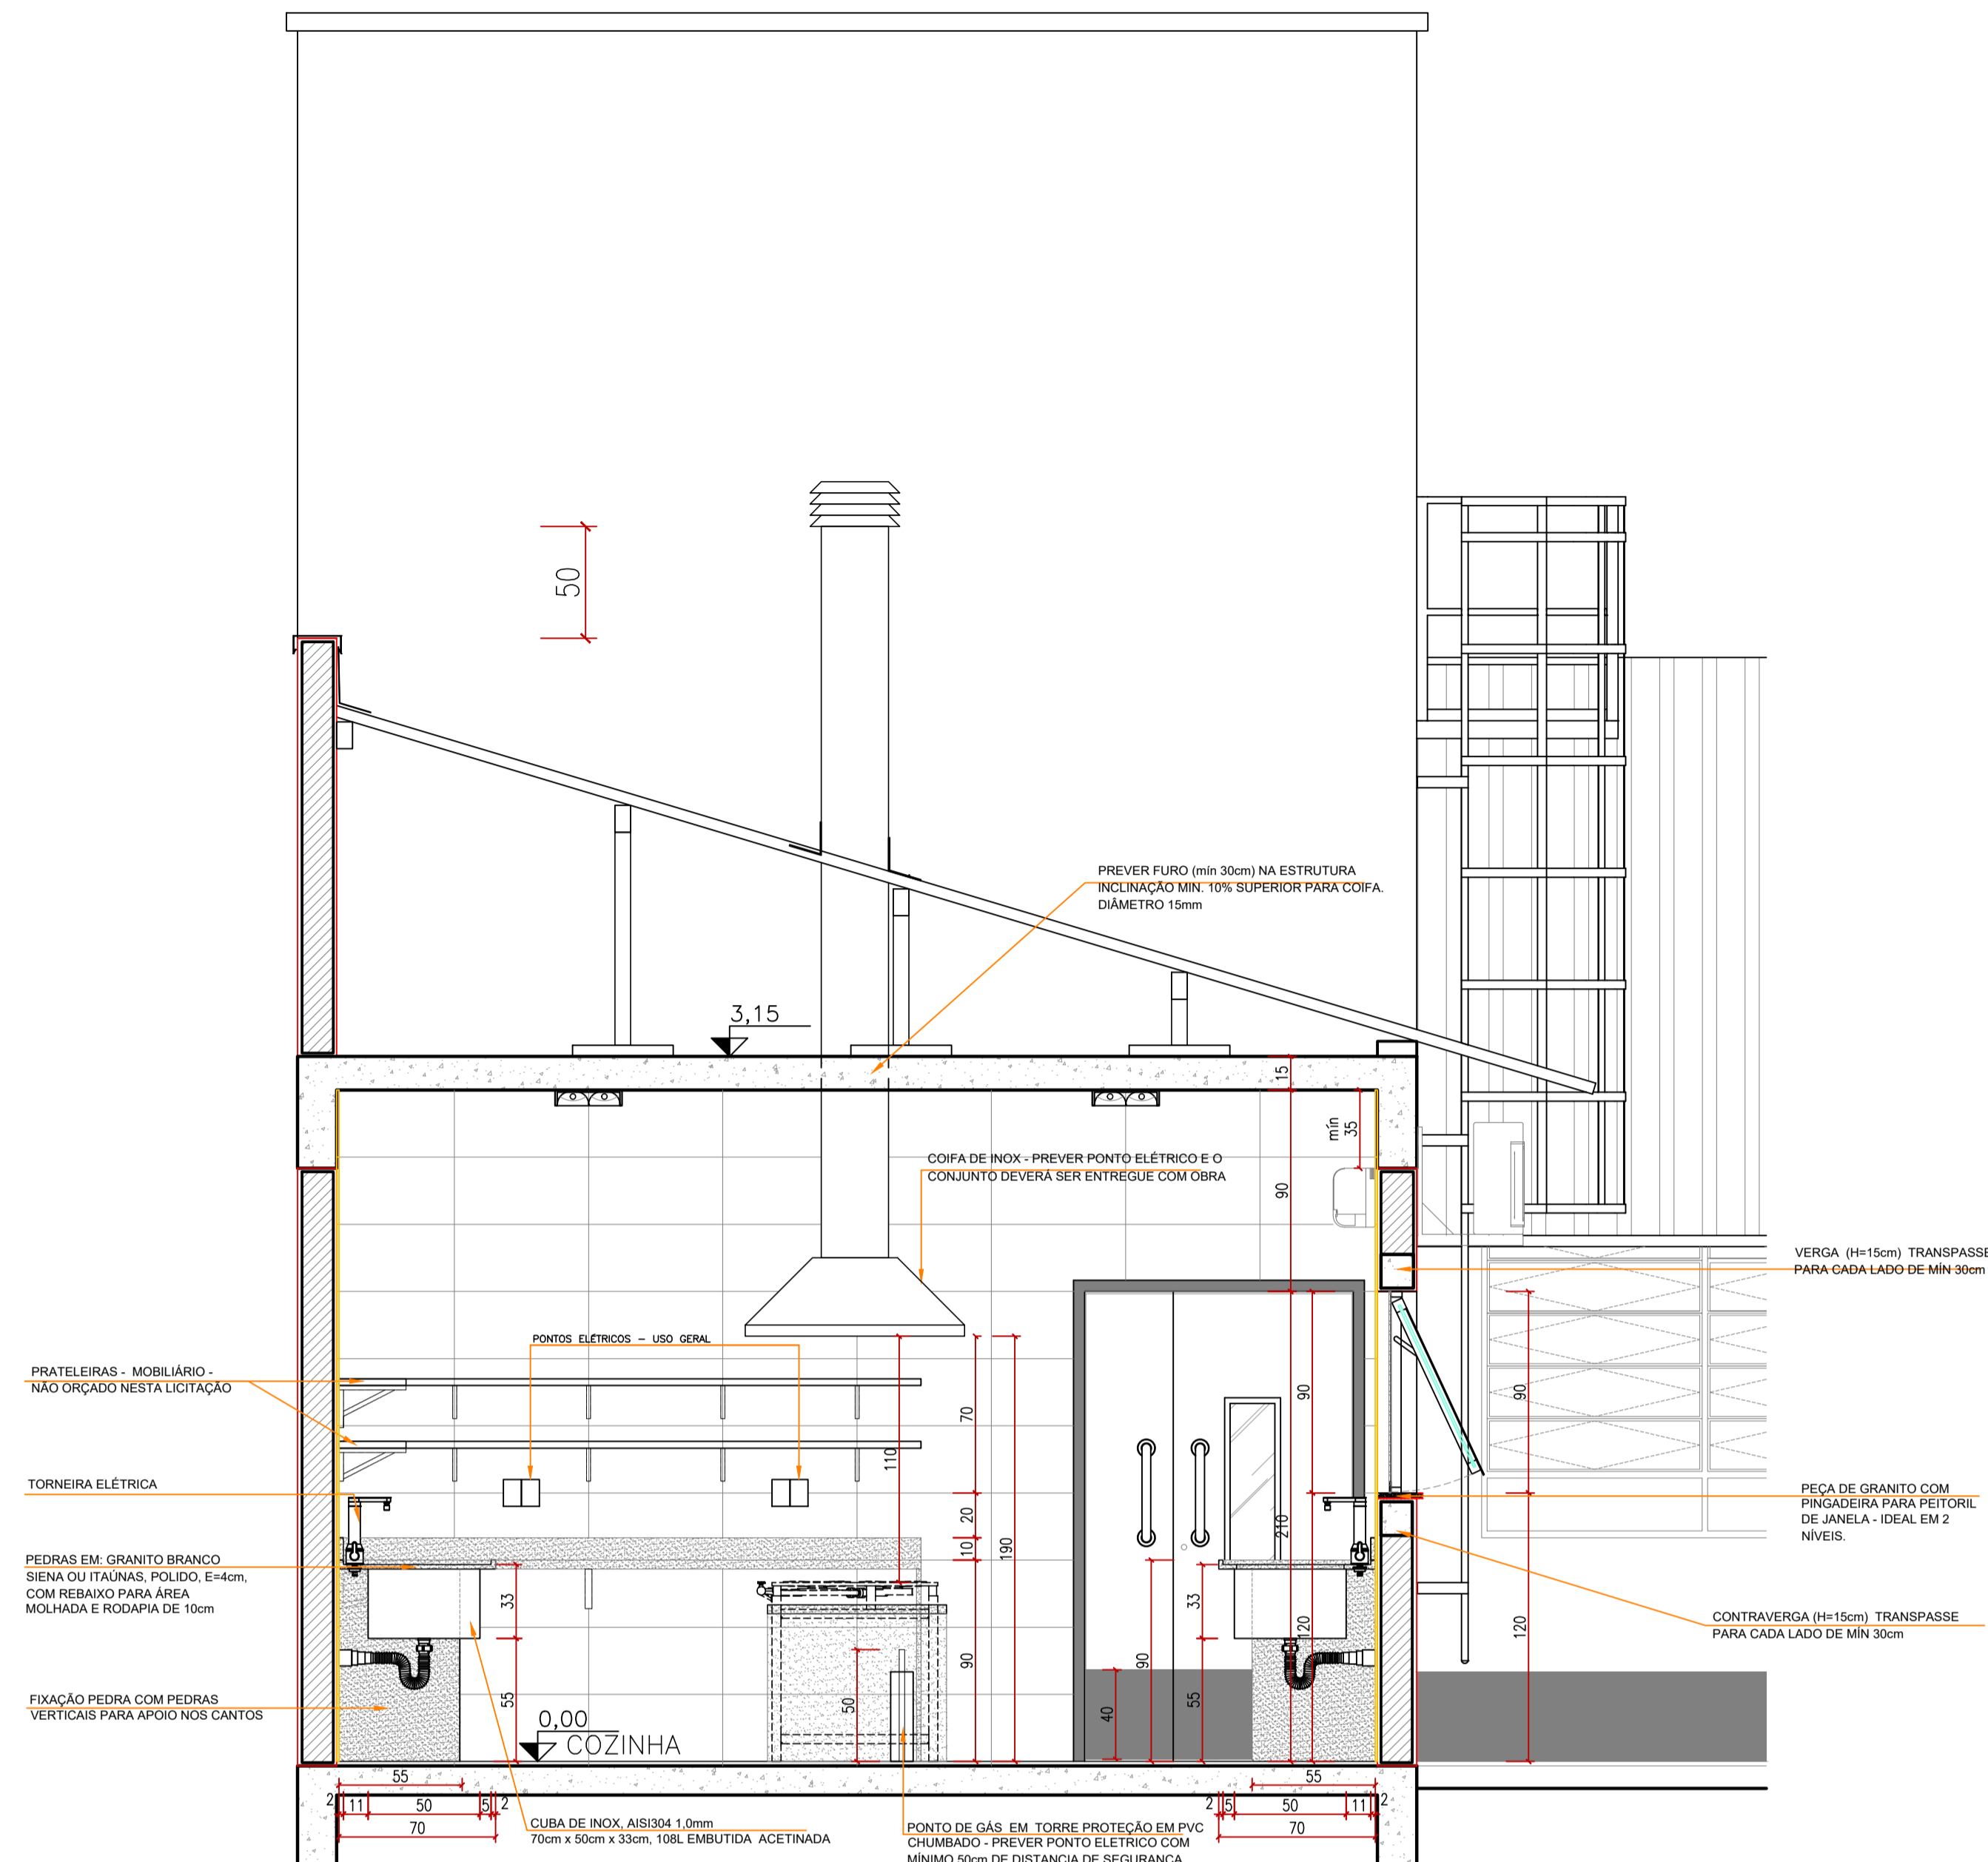 50
PREVER FURO (mín 30cm) NA ESTRUTURA
INCLINAÇÃO MIN. 10% SUPERIOR PARA COIFA.
DIÂMETRO 15mm
3,15
15
mín
35
COIFA DE INOX - PREVER PONTO ELÉTRICO E O
CONJUNTO DEVERÁ SER ENTREGUE COM OBRA
90
VERGA (H=15cm) TRANSPASSE
PARA CADA LADO DE MÍN 30cm
PONTOS ELÉTRICOS – USO GERAL
PRATELEIRAS - MOBILIÁRIO -
NÃO ORÇADO NESTA LICITAÇÃO
70
90
90
110
TORNEIRA ELÉTRICA
PEÇA DE GRANITO COM
PINGADEIRA PARA PEITORIL
DE JANELA - IDEAL EM 2
NÍVEIS.
20
210
10
190
PEDRAS EM: GRANITO BRANCO
SIENA OU ITAÚNAS, POLIDO, E=4cm,
COM REBAIXO PARA ÁREA
MOLHADA E RODAPIA DE 10cm
33
33
CONTRAVERGA (H=15cm) TRANSPASSE
PARA CADA LADO DE MÍN 30cm
120
120
90
90
FIXAÇÃO PEDRA COM PEDRAS
VERTICAIS PARA APOIO NOS CANTOS
55
50
40
55
0,00
COZINHA
55
55
2 11 50 5 2
2 5 50 11 2
70
70
CUBA DE INOX, AISI304 1,0mm
70cm x 50cm x 33cm, 108L EMBUTIDA ACETINADA
PONTO DE GÁS EM TORRE PROTEÇÃO EM PVC
CHUMBADO - PREVER PONTO ELETRICO COM
MÍNIMO 50cm DE DISTANCIA DE SEGURANÇA